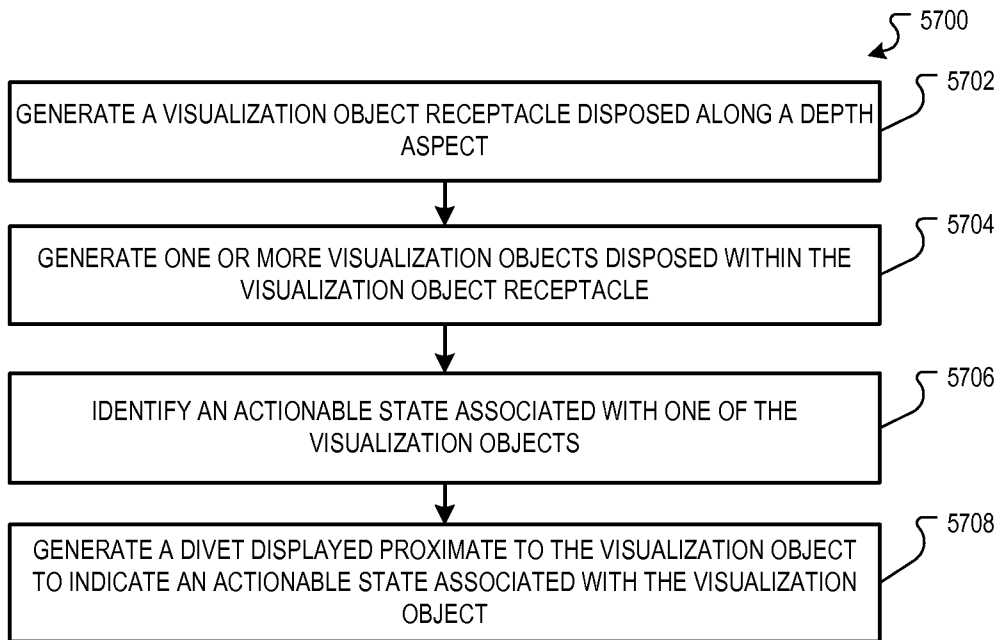 5700
5702
GENERATE A VISUALIZATION OBJECT RECEPTACLE DISPOSED ALONG A DEPTH
ASPECT
5704
GENERATE ONE OR MORE VISUALIZATION OBJECTS DISPOSED WITHIN THE
VISUALIZATION OBJECT RECEPTACLE
5706
IDENTIFY AN ACTIONABLE STATE ASSOCIATED WITH ONE OF THE
VISUALIZATION OBJECTS
5708
GENERATE A DIVET DISPLAYED PROXIMATE TO THE VISUALIZATION OBJECT
TO INDICATE AN ACTIONABLE STATE ASSOCIATED WITH THE VISUALIZATION
OBJECT